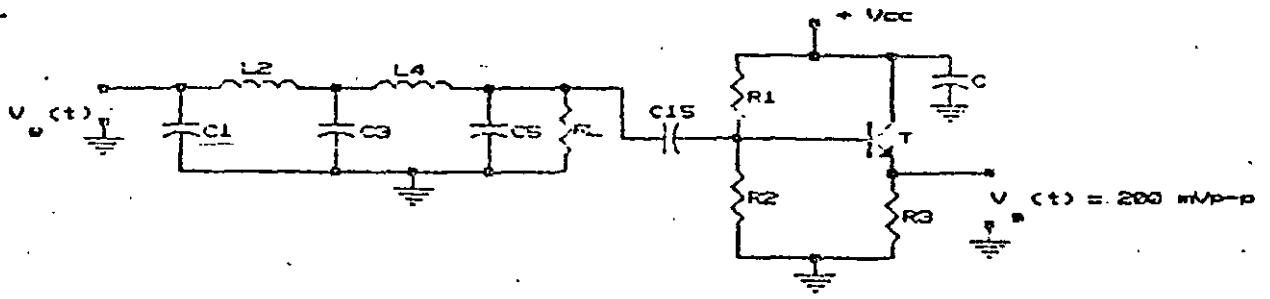 + Vcc
L2
L4
C
R1
C15
V (t)
C1
C3
C5
T
R2
R3
V (t) = 200 mVp-p